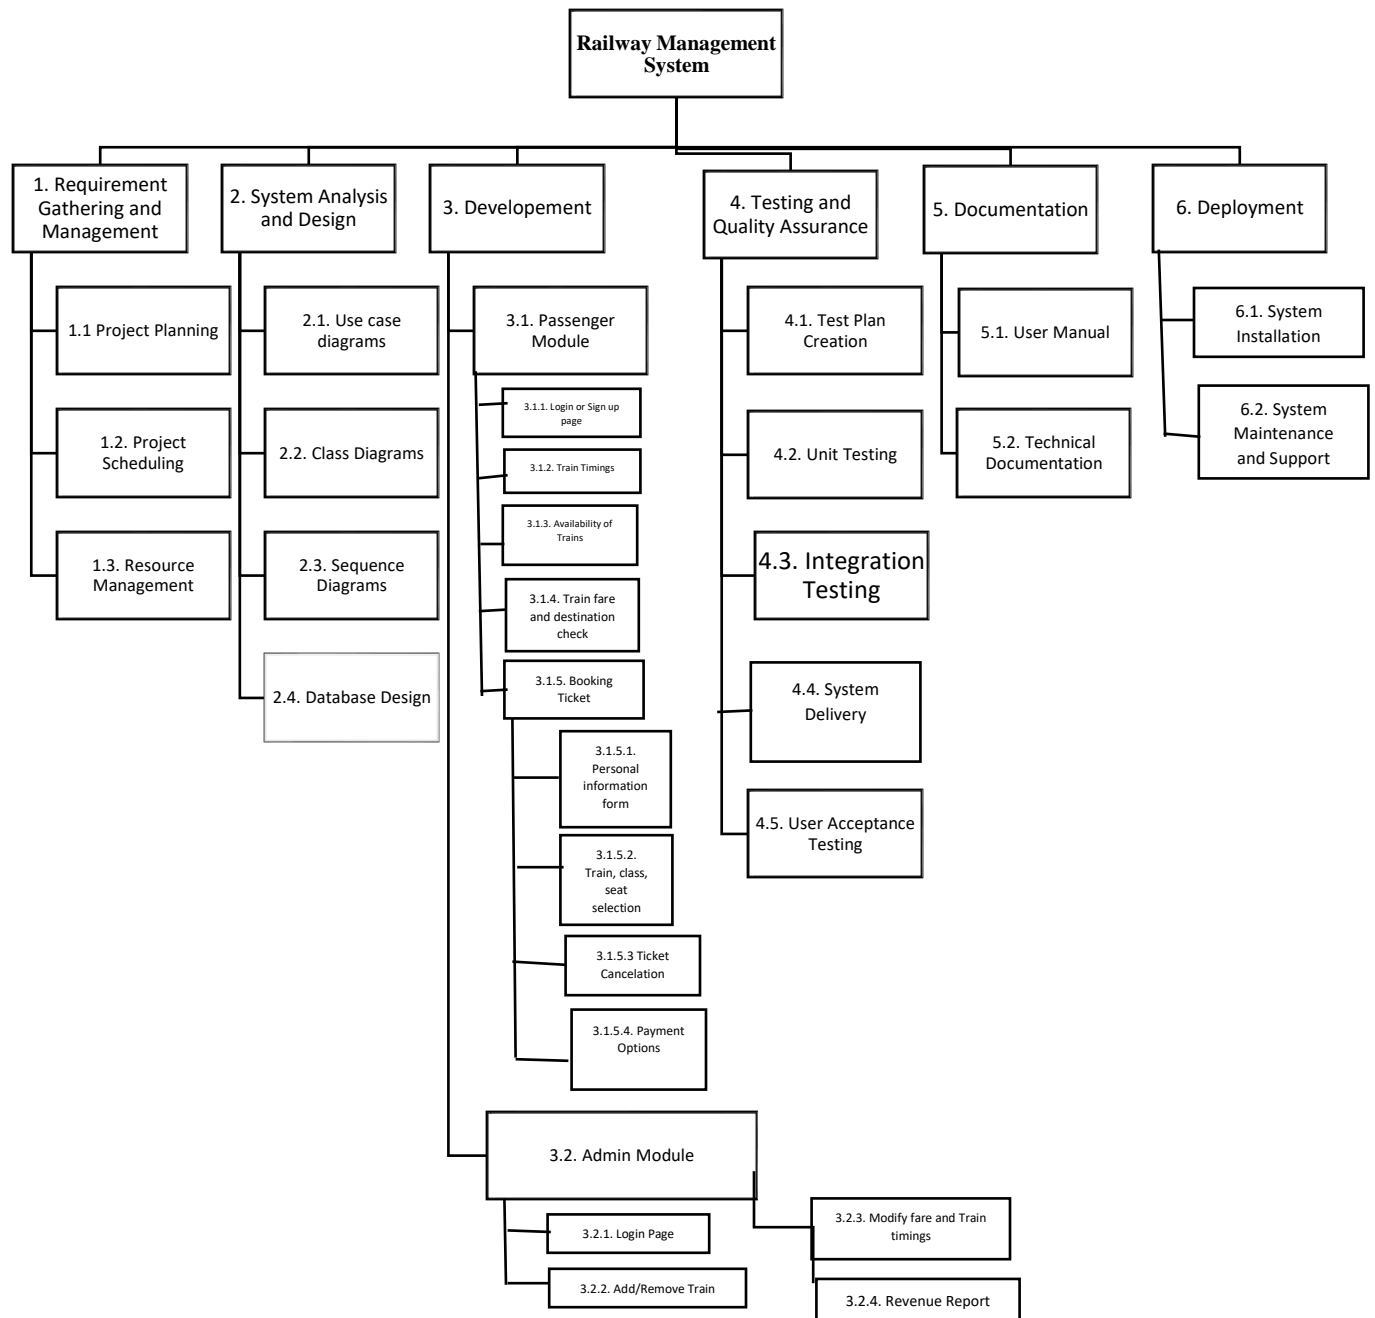 Railway Management
System
1. Requirement
Gathering and
Management
2. System Analysis
and Design
3. Developement
4. Testing and
Quality Assurance
5. Documentation
6. Deployment
1.1 Project Planning
1.2. Project
Scheduling
1.3. Resource
Management
2.1. Use case
diagrams
2.2. Class Diagrams
2.3. Sequence
Diagrams
2.4. Database Design
3.1. Passenger
Module
3.1.1. Login or Sign up
page
3.1.2. Train Timings
3.1.3. Availability of
Trains
3.1.4. Train fare
and destination
check
3.1.5. Booking
Ticket
3.1.5.1.
Personal
information
form
3.1.5.2.
Train, class,
seat
selection
3.1.5.3 Ticket
Cancelation
3.1.5.4. Payment
Options
3.2. Admin Module
3.2.1. Login Page
3.2.2. Add/Remove Train
3.2.3. Modify fare and Train
timings
3.2.4. Revenue Report
4.1. Test Plan
Creation
4.2. Unit Testing
4.3. Integration
Testing
4.4. System
Delivery
4.5. User Acceptance
Testing
5.1. User Manual
5.2. Technical
Documentation
6.1. System
Installation
6.2. System
Maintenance
and Support